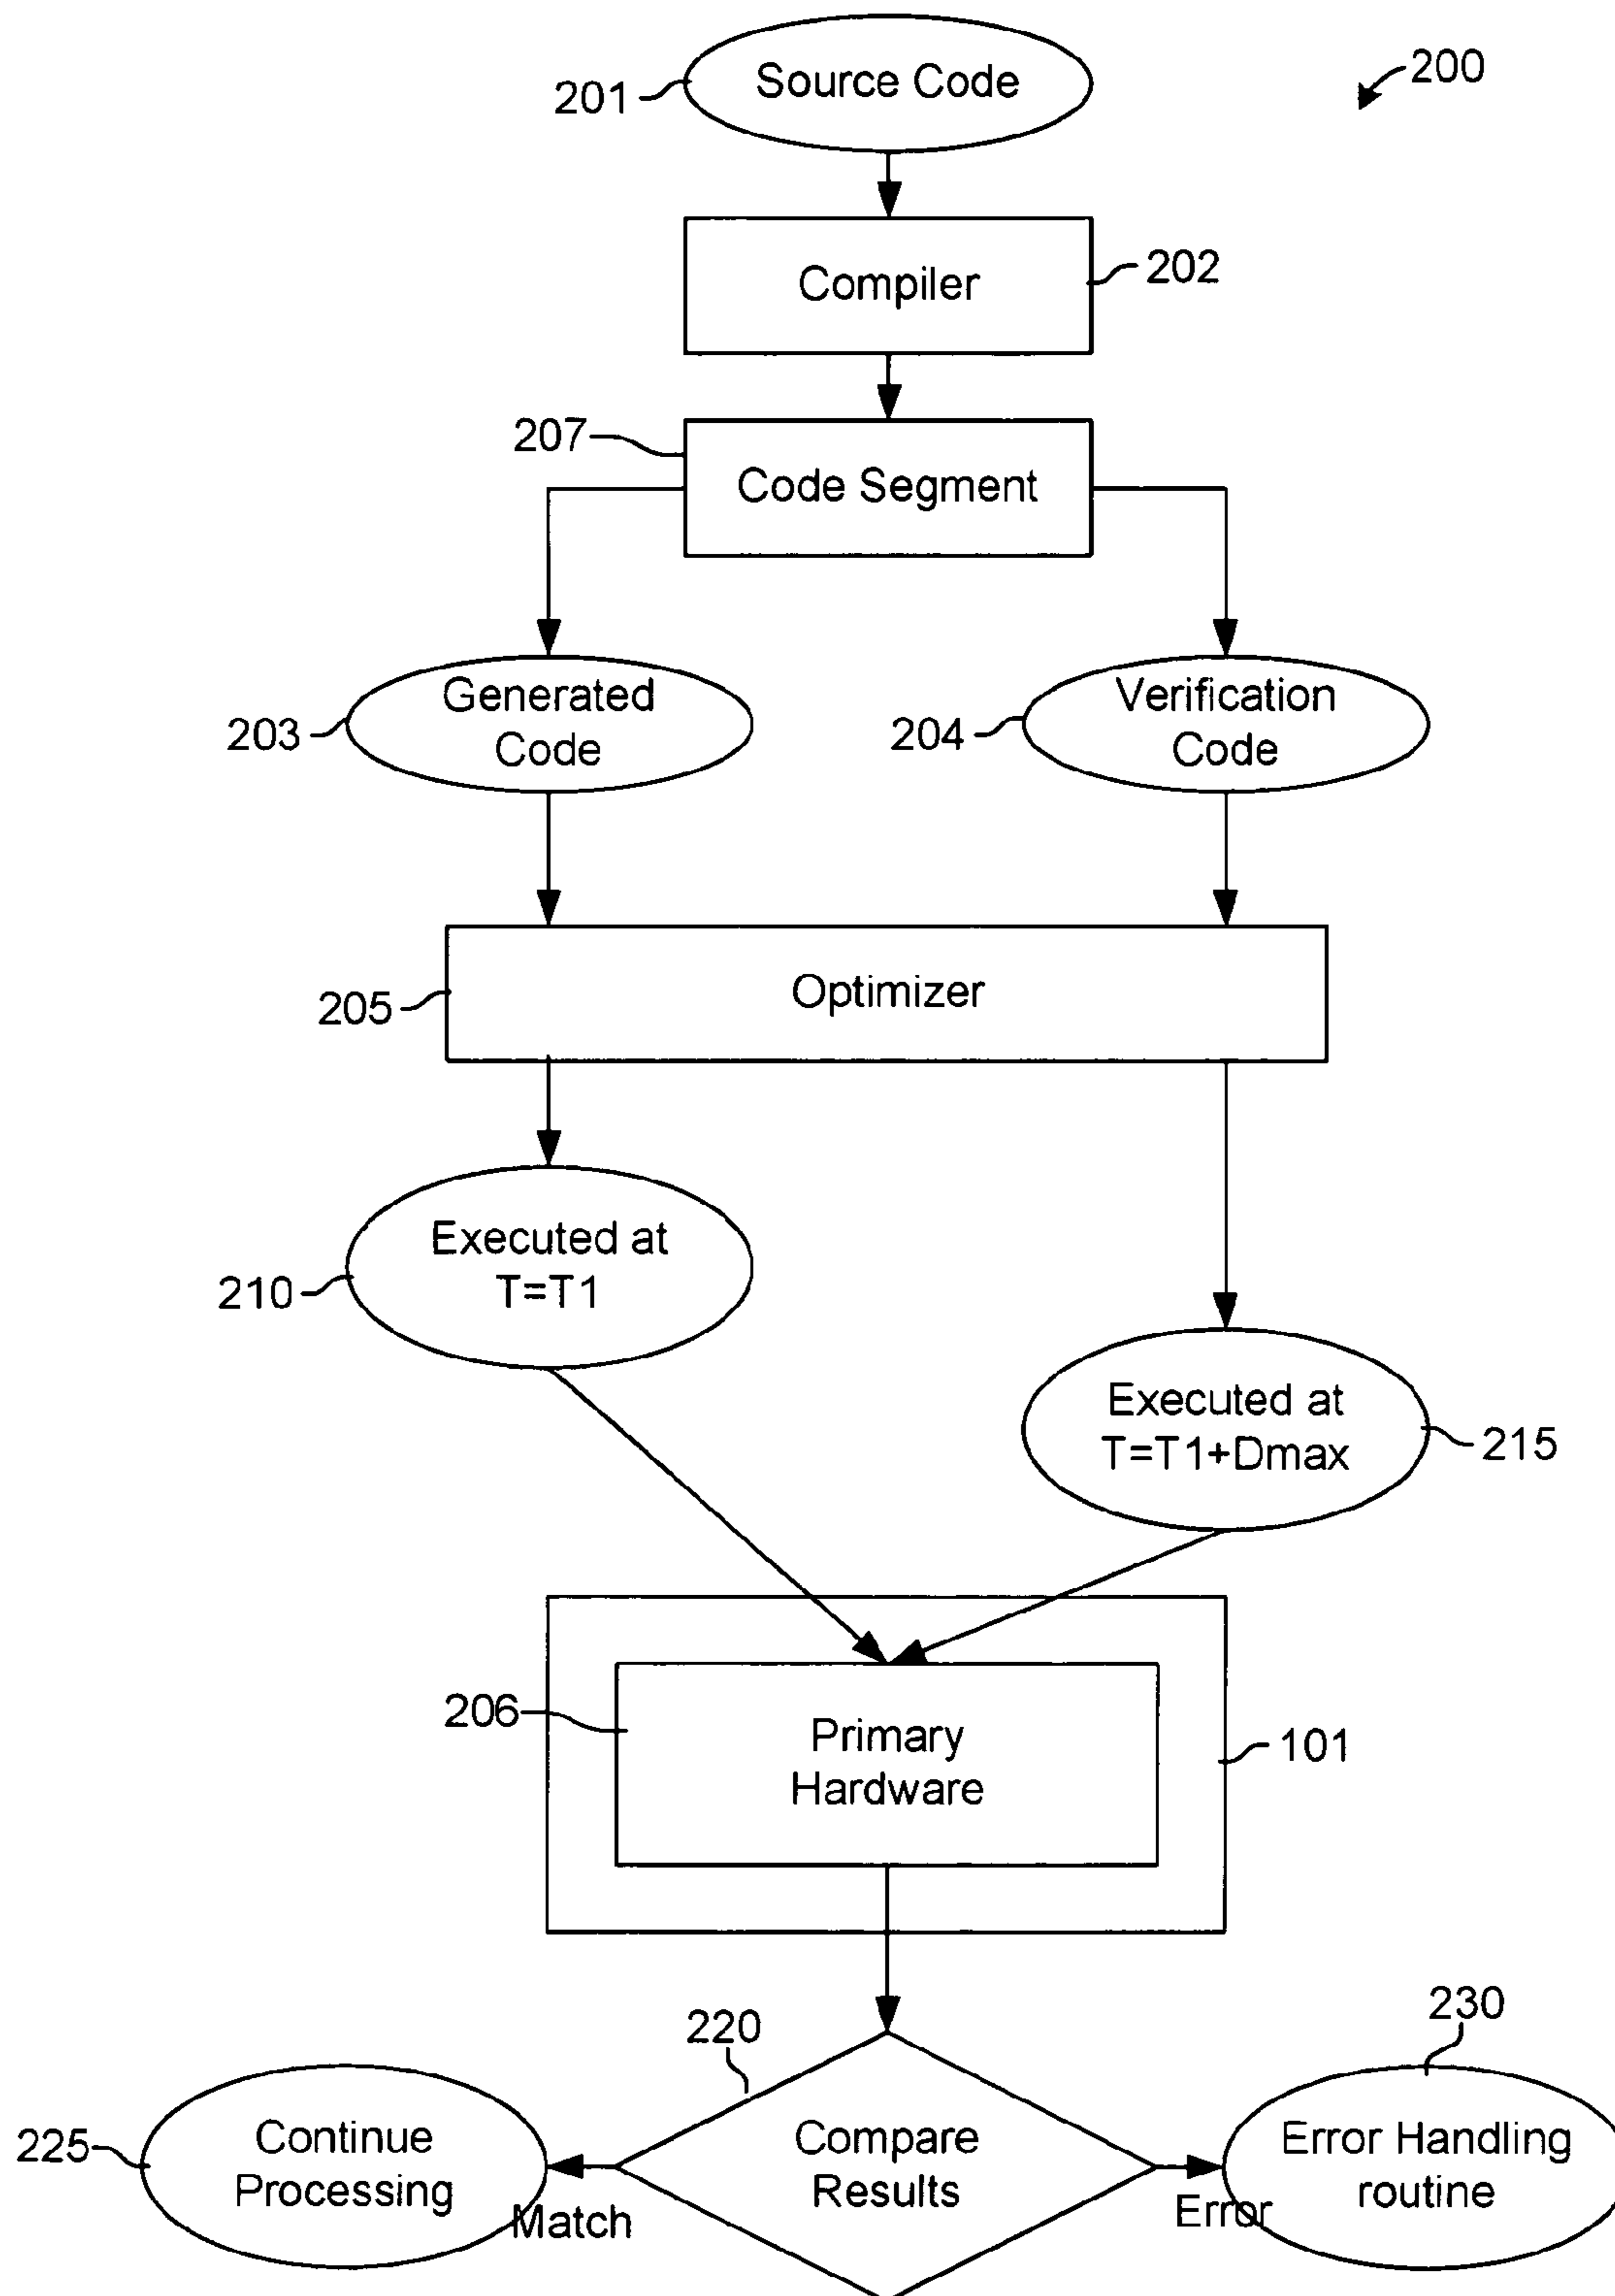 Source Code
201
200
Compiler
202
207
Code Segment
Generated
Code
203
Verification
Code
204
Optimizer
205
Executed at
T=T1
210
Executed at
T=T1+Dmax
215
206
Primary
Hardware
101
220
230
225
Continue
Processing
Match
Compare
Results
Error
Error Handling
routine